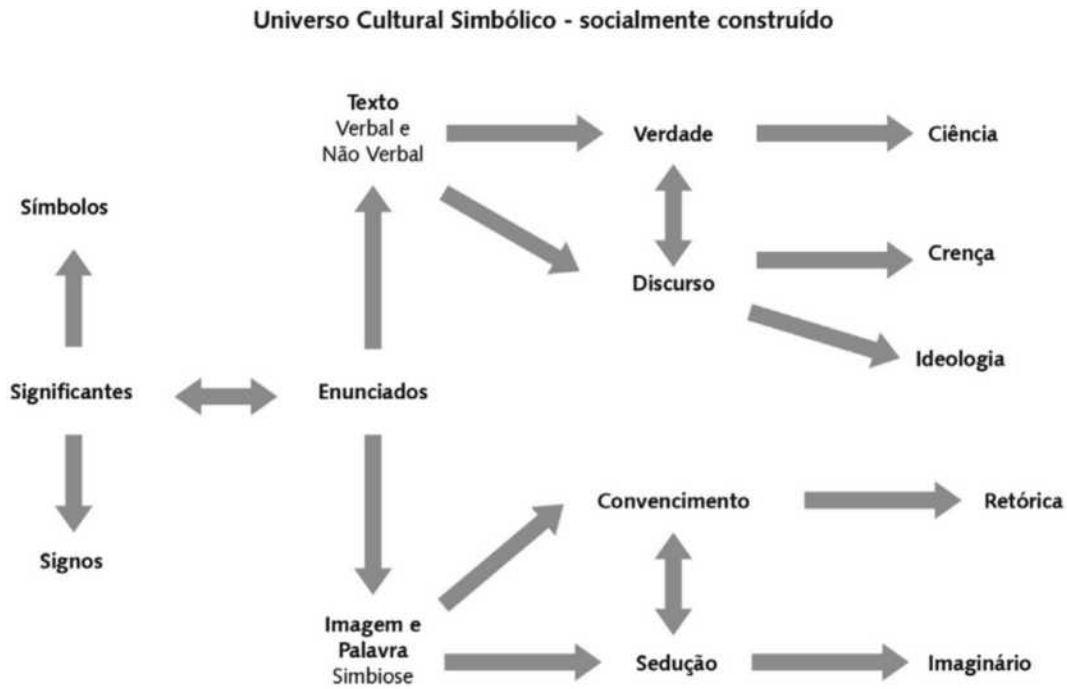 Universo Cultural Simbólico - socialmente construído
Texto
Verbal e
Não Verbal
Verdade
Ciência
Símbolos
Crença
Discurso
Ideologia
Significantes
Enunciados
Convencimento
Retórica
Signos
Imagem e
Palavra
Simbiose
Sedução
Imaginário